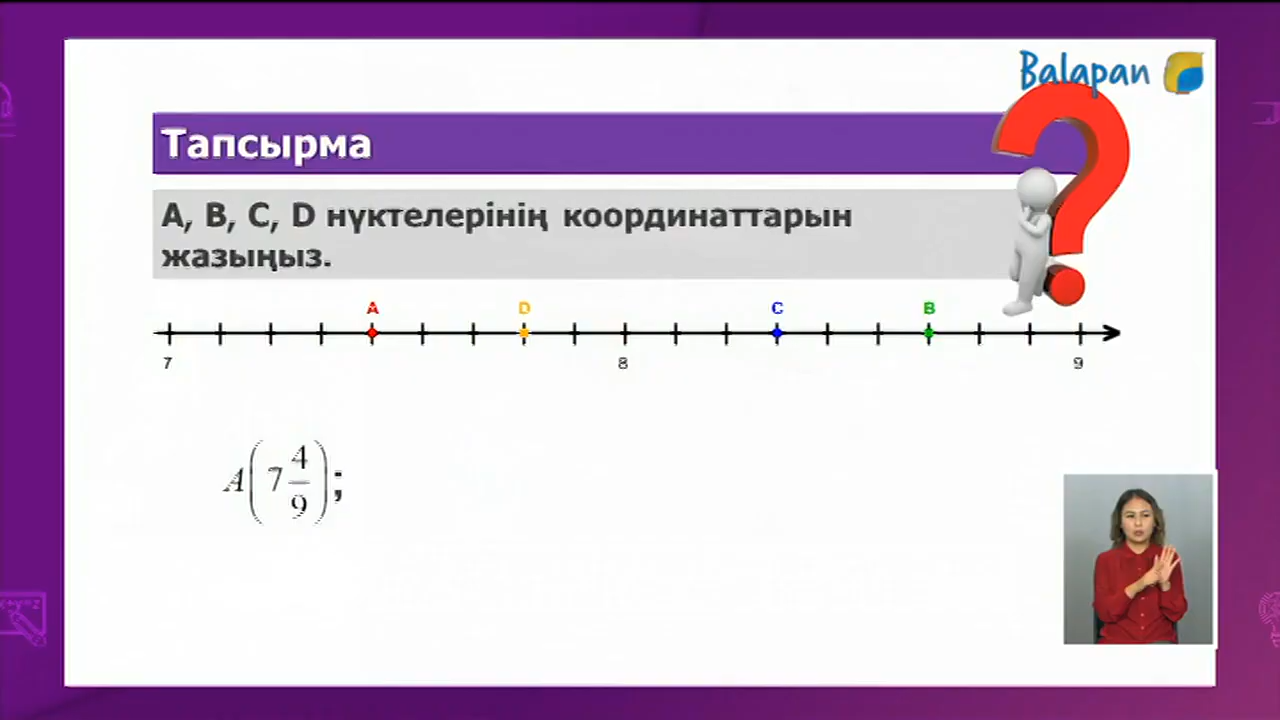 Balapan
Тапсырма
A, B, C, D нүктелерінің координаттарын
жазыңыз.
A D C B
7 8 9
A(7 4/9);